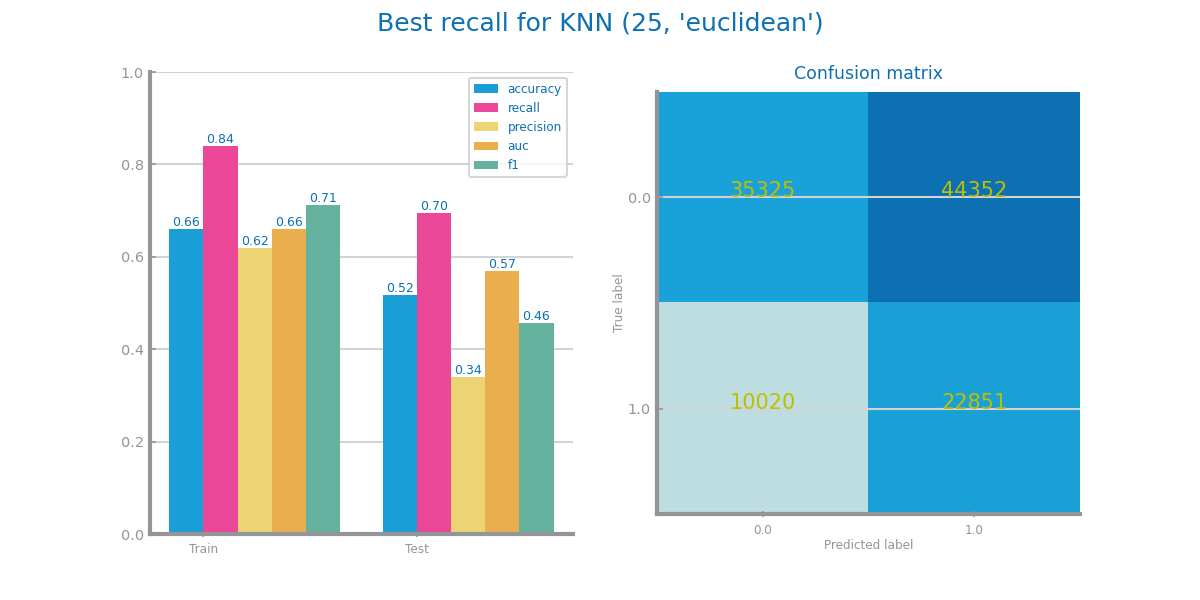 Best recall for KNN (25, 'euclidean')
1.0
0.8
0.6
0.4
0.2
0.0
accuracy
recall
precision
auc
f1
0.66
0.84
0.62
0.66
0.71
0.52
0.70
0.34
0.57
0.46
Train
Test
Confusion matrix
True label
0.0
1.0
35325
44352
10020
22851
0.0
1.0
Predicted label